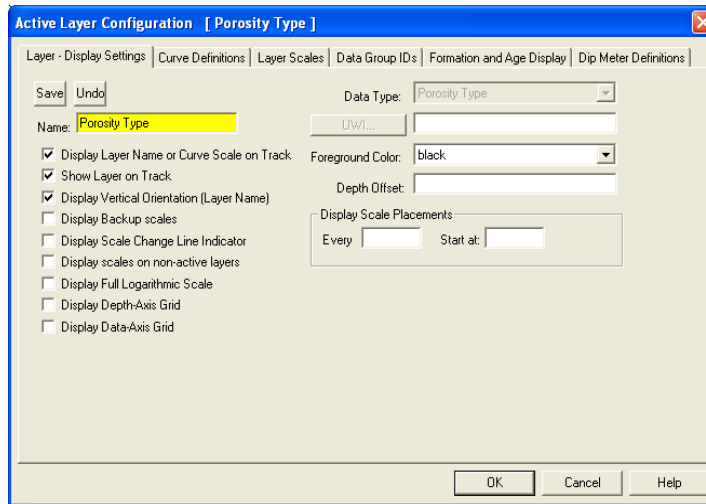 Active Layer Configuration [ Porosity Type ]
Layer - Display Settings Curve Definitions Layer Scales Data Group IDs Formation and Age Display Dip Meter Definitions
Save Undo
Name: Porosity Type
Display Layer Name or Curve Scale on Track
Show Layer on Track
Display Vertical Orientation (Layer Name)
Display Backup scales
Display Scale Change Line Indicator
Display scales on non-active layers
Display Full Logarithmic Scale
Display Depth-Axis Grid
Display Data-Axis Grid
Data Type: Porosity Type
UWI...
Foreground Color: black
Depth Offset:
Display Scale Placements
Every Start at:
OK Cancel Help